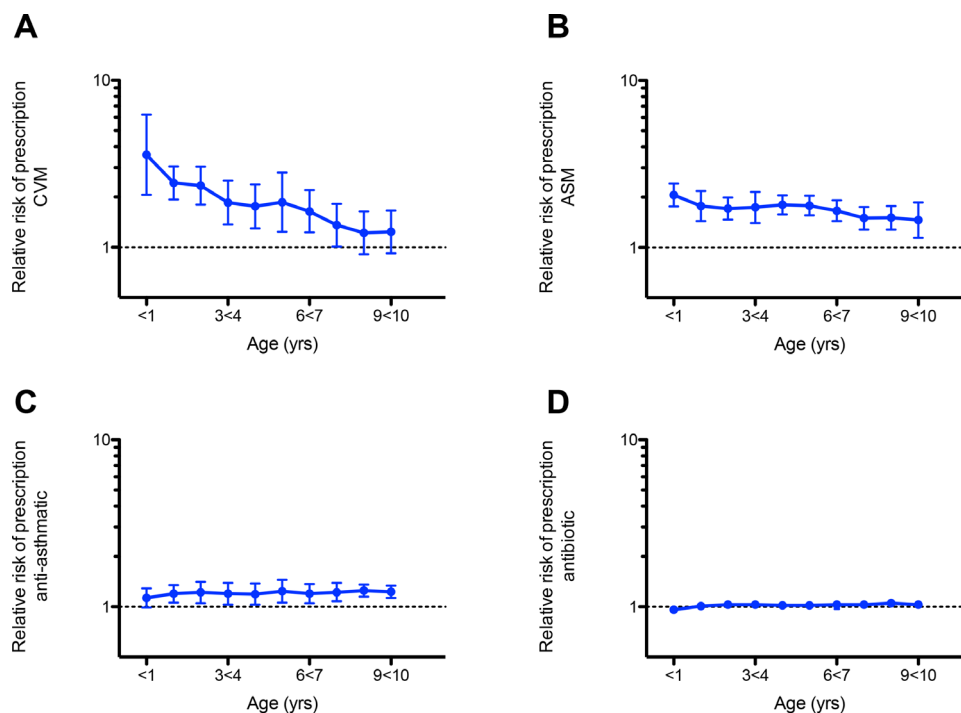 A
Relative risk of prescription
CVM
10
1
<1
3<4
6<7
9<10
Age (yrs)
B
Relative risk of prescription
ASM
10
1
<1
3<4
6<7
9<10
Age (yrs)
C
Relative risk of prescription
anti-asthmatic
10
1
<1
3<4
6<7
9<10
Age (yrs)
D
Relative risk of prescription
antibiotic
10
1
<1
3<4
6<7
9<10
Age (yrs)